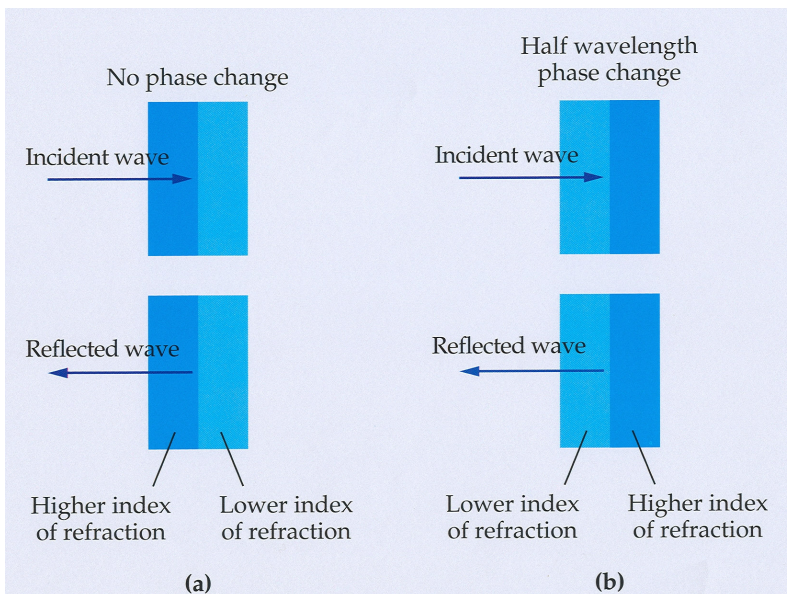 No phase change
Incident wave
Reflected wave
Higher index
of refraction
Lower index
of refraction
(a)
Half wavelength
phase change
Incident wave
Reflected wave
Lower index
of refraction
Higher index
of refraction
(b)